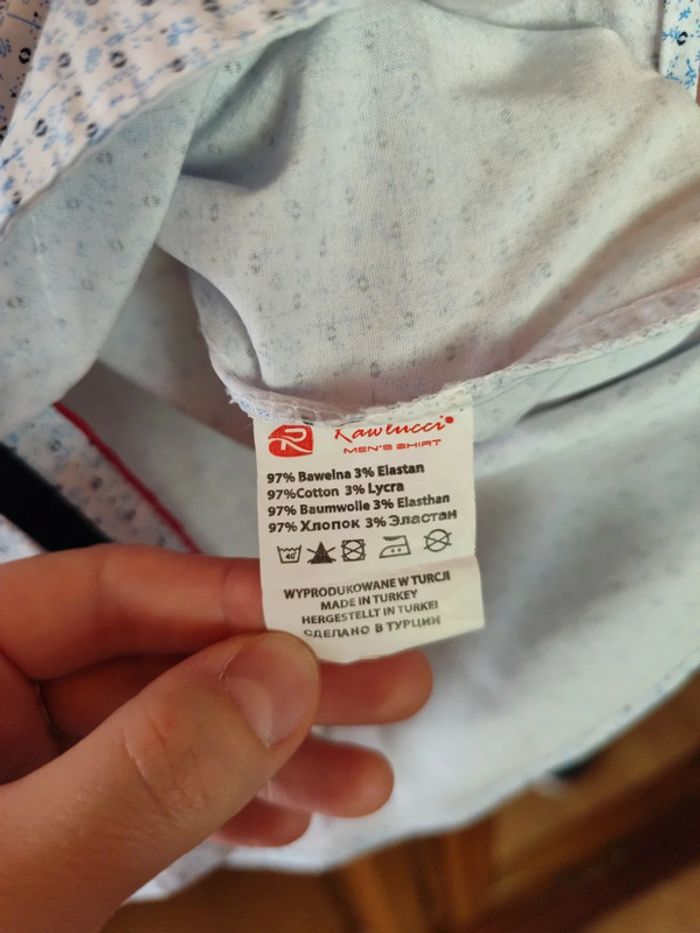 Rawlucci
MEN'S SHIRT
97% Bawełna 3% Elastan
97%Cotton 3% Lycra
97% Baumwolle 3% Elasthan
97% Хлопок 3% Эластан
40°
WYPRODUKOWANE W TURCJI
MADE IN TURKEY
HERGESTELLT IN TURKEI
СДЕЛАНО В ТУРЦИИ